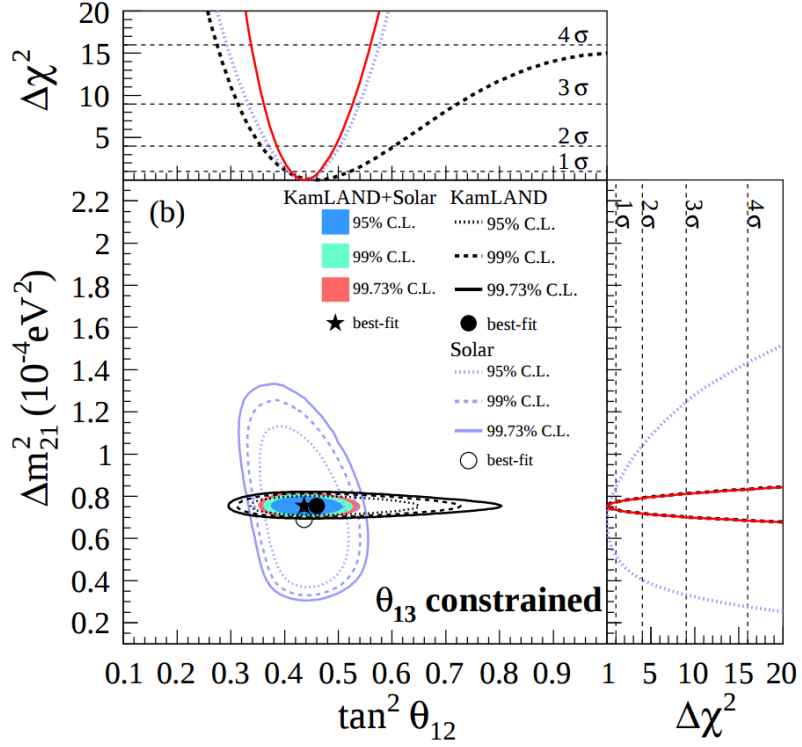 Δχ²
20
15
10
5
4σ
3σ
2σ
1σ
(b)
KamLAND+Solar
95% C.L.
99% C.L.
99.73% C.L.
best-fit
KamLAND
95% C.L.
99% C.L.
99.73% C.L.
best-fit
Solar
95% C.L.
99% C.L.
99.73% C.L.
best-fit
θ₁₃ constrained
Δm²₂₁ (10⁻⁴eV²)
2.2
2
1.8
1.6
1.4
1.2
1
0.8
0.6
0.4
0.2
0.1 0.2 0.3 0.4 0.5 0.6 0.7 0.8 0.9 1
tan² θ₁₂
1σ 2σ 3σ 4σ
5 10 15 20
Δχ²